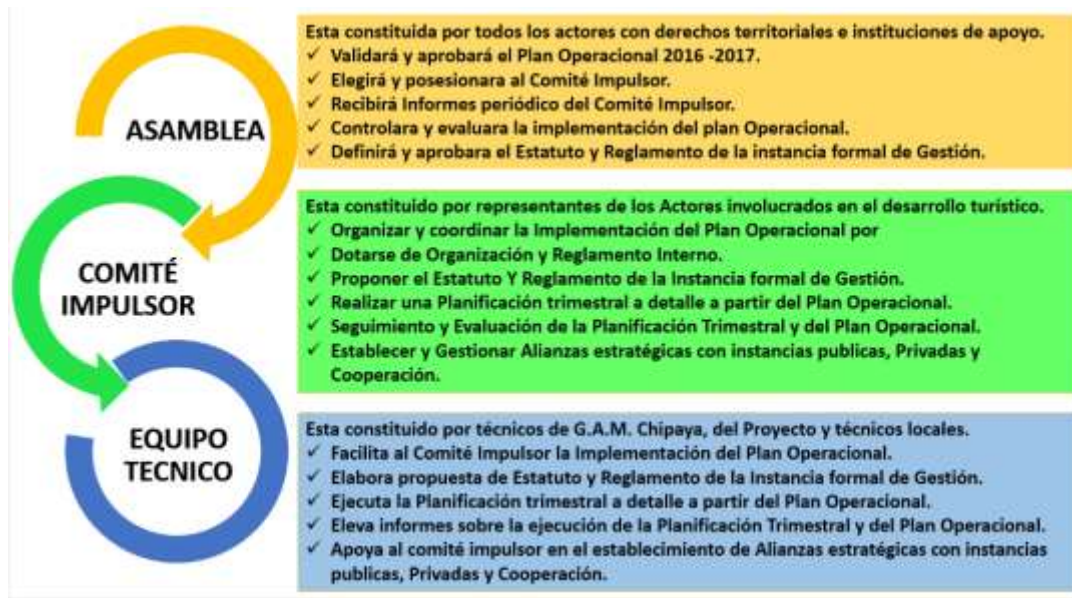 ASAMBLEA
Esta constituida por todos los actores con derechos territoriales e instituciones de apoyo.
✓ Validará y aprobará el Plan Operacional 2016 -2017.
✓ Elegirá y posesionara al Comité Impulsor.
✓ Recibirá Informes periódico del Comité Impulsor.
✓ Controlara y evaluara la implementación del plan Operacional.
✓ Definirá y aprobara el Estatuto y Reglamento de la instancia formal de Gestión.
COMITÉ
IMPULSOR
Esta constituido por representantes de los Actores involucrados en el desarrollo turístico.
✓ Organizar y coordinar la Implementación del Plan Operacional por
✓ Dotarse de Organización y Reglamento Interno.
✓ Proponer el Estatuto Y Reglamento de la Instancia formal de Gestión.
✓ Realizar una Planificación trimestral a detalle a partir del Plan Operacional.
✓ Seguimiento y Evaluación de la Planificación Trimestral y del Plan Operacional.
✓ Establecer y Gestionar Alianzas estratégicas con instancias publicas, Privadas y
Cooperación.
EQUIPO
TECNICO
Esta constituido por técnicos de G.A.M. Chipaya, del Proyecto y técnicos locales.
✓ Facilita al Comité Impulsor la Implementación del Plan Operacional.
✓ Elabora propuesta de Estatuto y Reglamento de la Instancia formal de Gestión.
✓ Ejecuta la Planificación trimestral a detalle a partir del Plan Operacional.
✓ Eleva informes sobre la ejecución de la Planificación Trimestral y del Plan Operacional.
✓ Apoya al comité impulsor en el establecimiento de Alianzas estratégicas con instancias
publicas, Privadas y Cooperación.